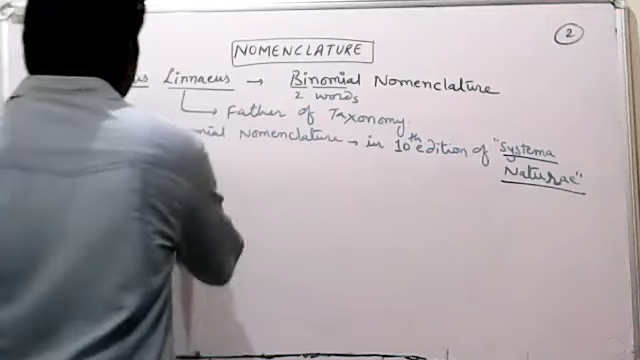 2
NOMENCLATURE
us Linnaeus → Binomial Nomenclature
2 words
→ Father of Taxonomy.
mial Nomenclature → in 10th edition of "Systema
Naturae"